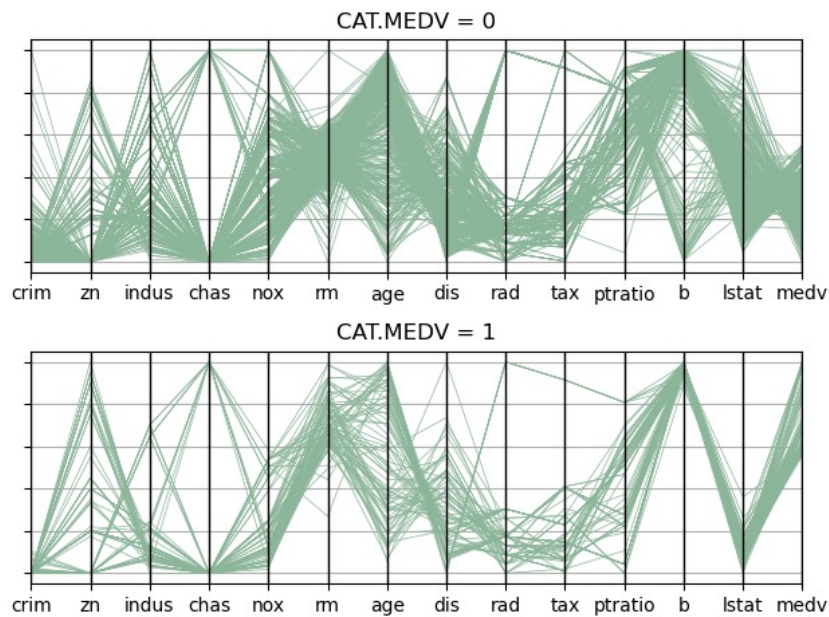 CAT.MEDV = 0
crim zn indus chas nox rm age dis rad tax ptratio b lstat medv
CAT.MEDV = 1
crim zn indus chas nox rm age dis rad tax ptratio b lstat medv